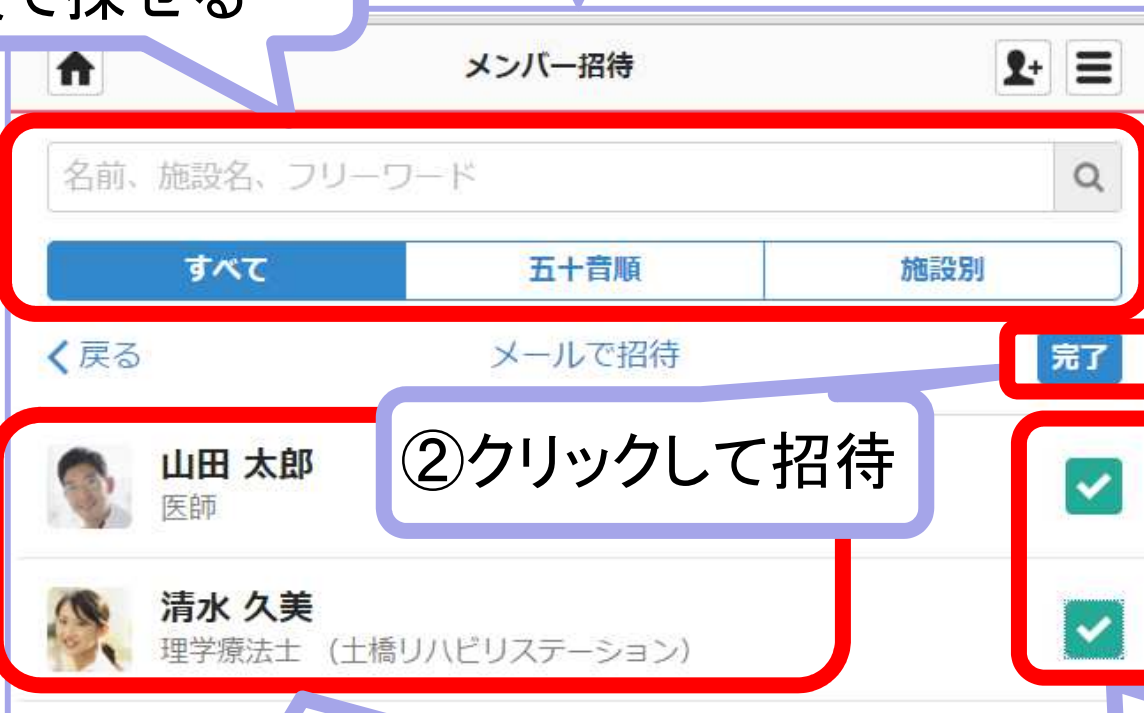 で探せる
メンバー招待
名前、施設名、フリーワード
すべて 五十音順 施設別
戻る メールで招待 完了
②クリックして招待
山田 太郎
医師
清水 久美
理学療法士 （土橋リハビリステーション）